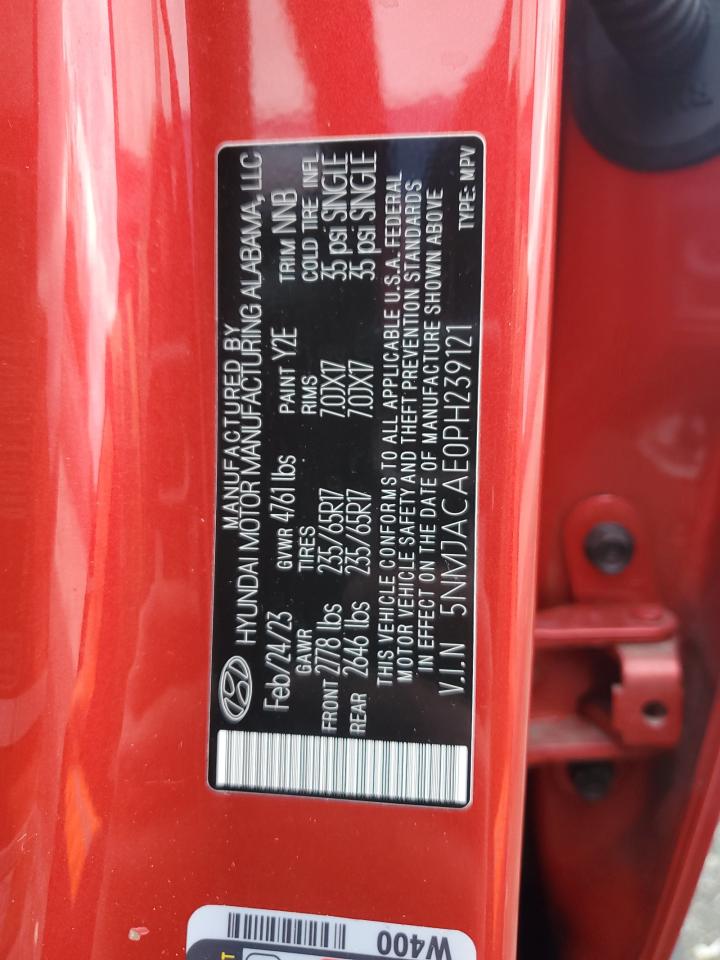 MANUFACTURED BY
HYUNDAI MOTOR MANUFACTURING ALABAMA, LLC
Feb/24/23 GVWR 4761 lbs PAINT Y2E TRIM NNB
GAWR TIRES RIMS COLD TIRE INFL
FRONT 2778 lbs 235/65R17 7.0JX17 35 psi SINGLE
REAR 2646 lbs 235/65R17 7.0JX17 35 psi SINGLE
THIS VEHICLE CONFORMS TO ALL APPLICABLE U.S.A. FEDERAL
MOTOR VEHICLE SAFETY AND THEFT PREVENTION STANDARDS
IN EFFECT ON THE DATE OF MANUFACTURE SHOWN ABOVE
V.I.N 5NMJACAE0PH239121 TYPE: MPV
W400